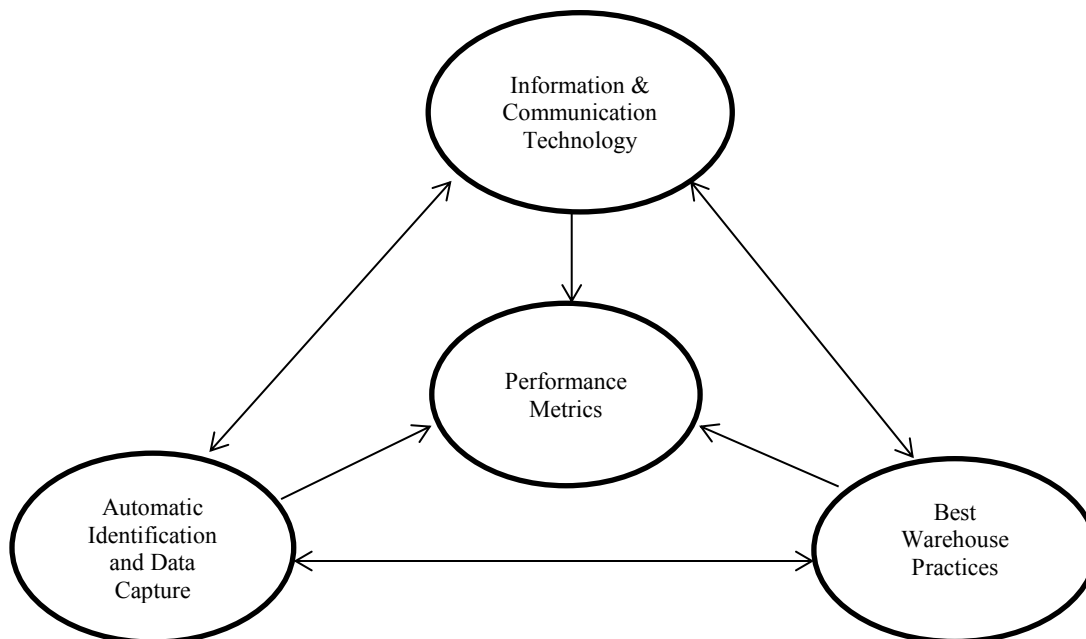 Information &
Communication
Technology
Performance
Metrics
Automatic
Identification
and Data
Capture
Best
Warehouse
Practices